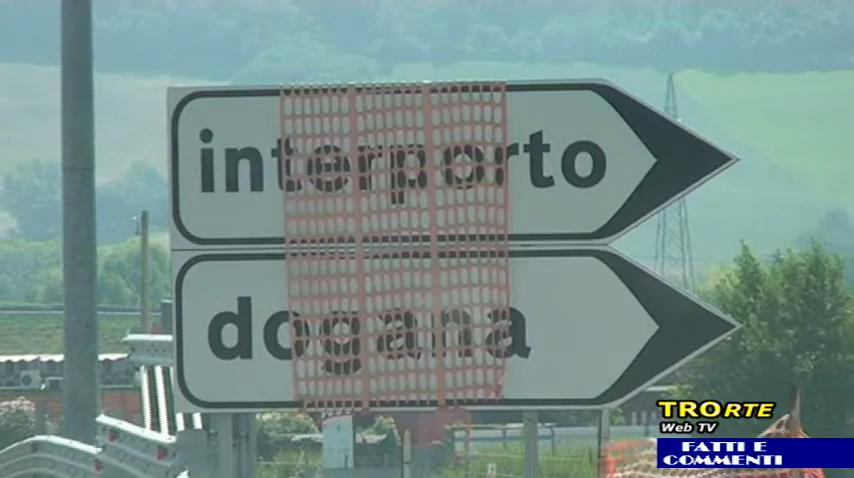 interporto
dogana
TRORTE
Web TV
FATTI E
COMMENTI